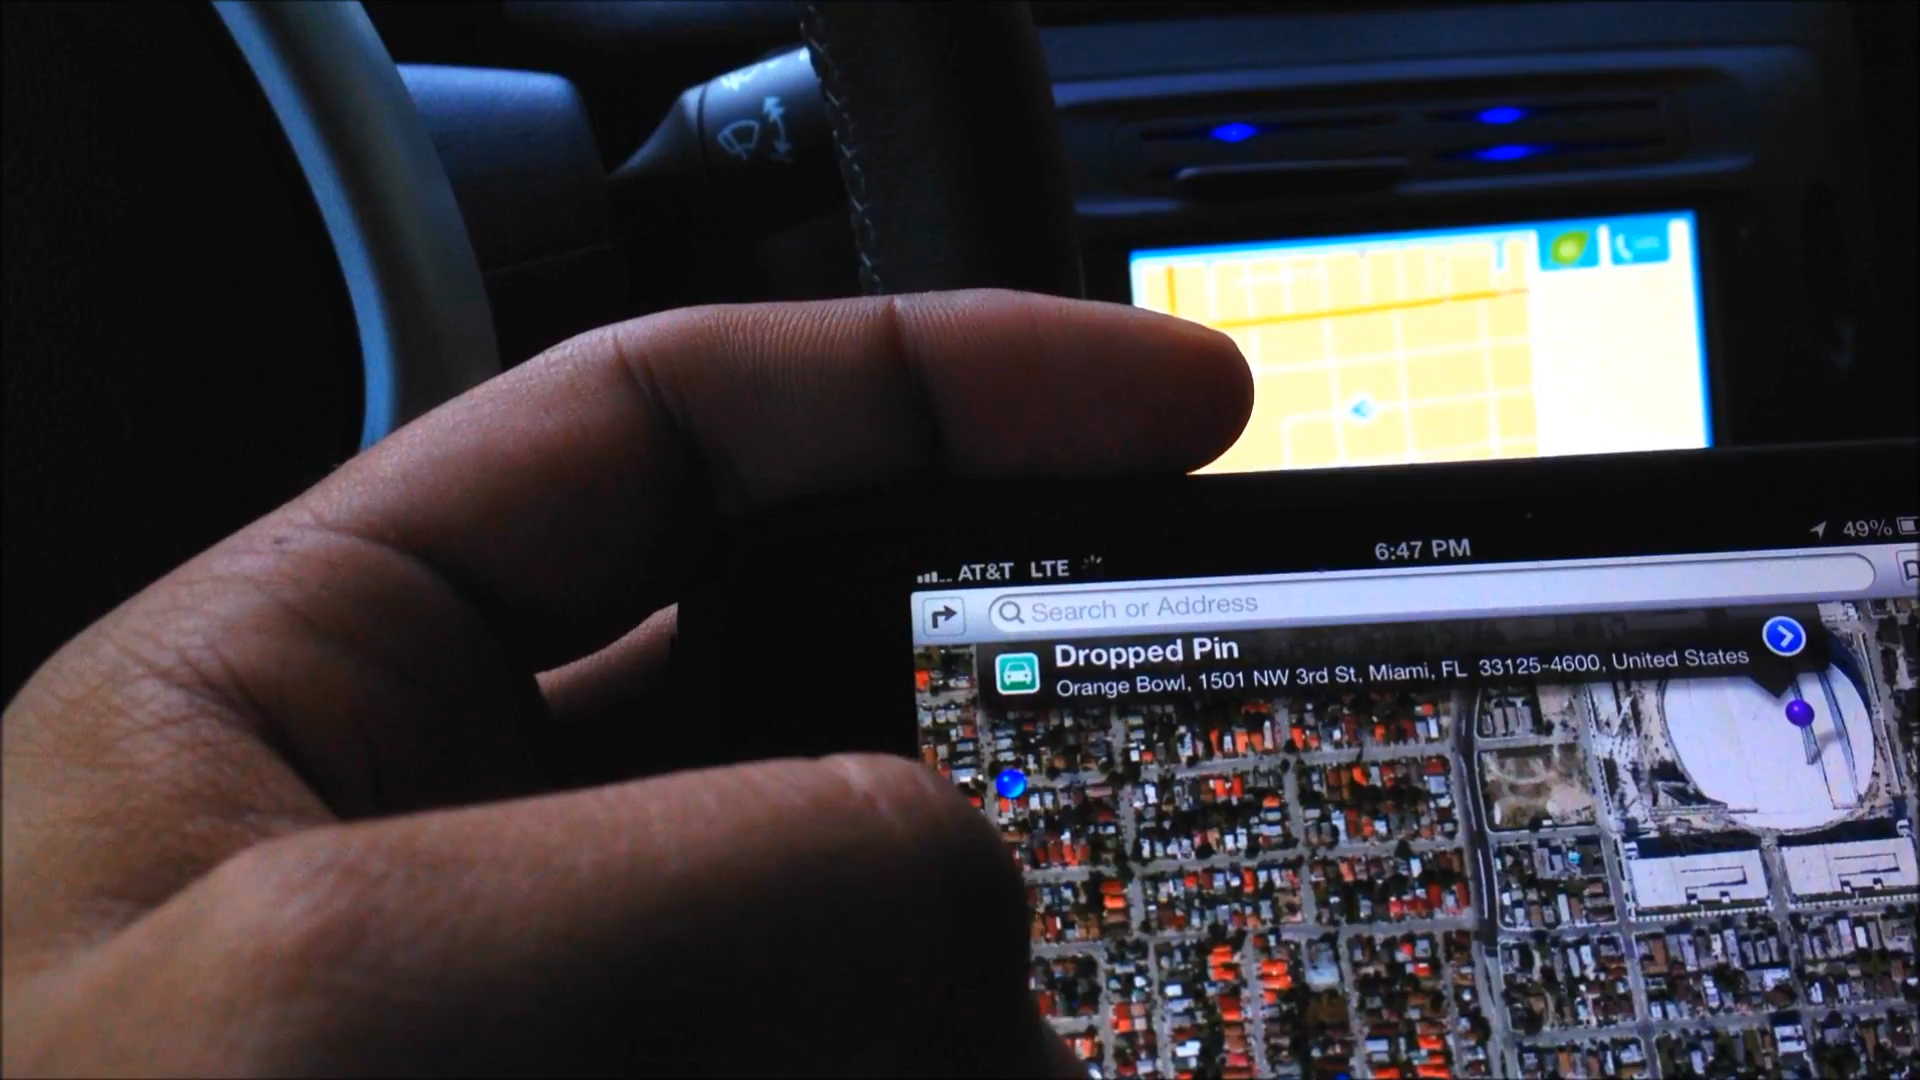 AT&T LTE 6:47 PM 49%
Search or Address
Dropped Pin
Orange Bowl, 1501 NW 3rd St, Miami, FL 33125-4600, United States